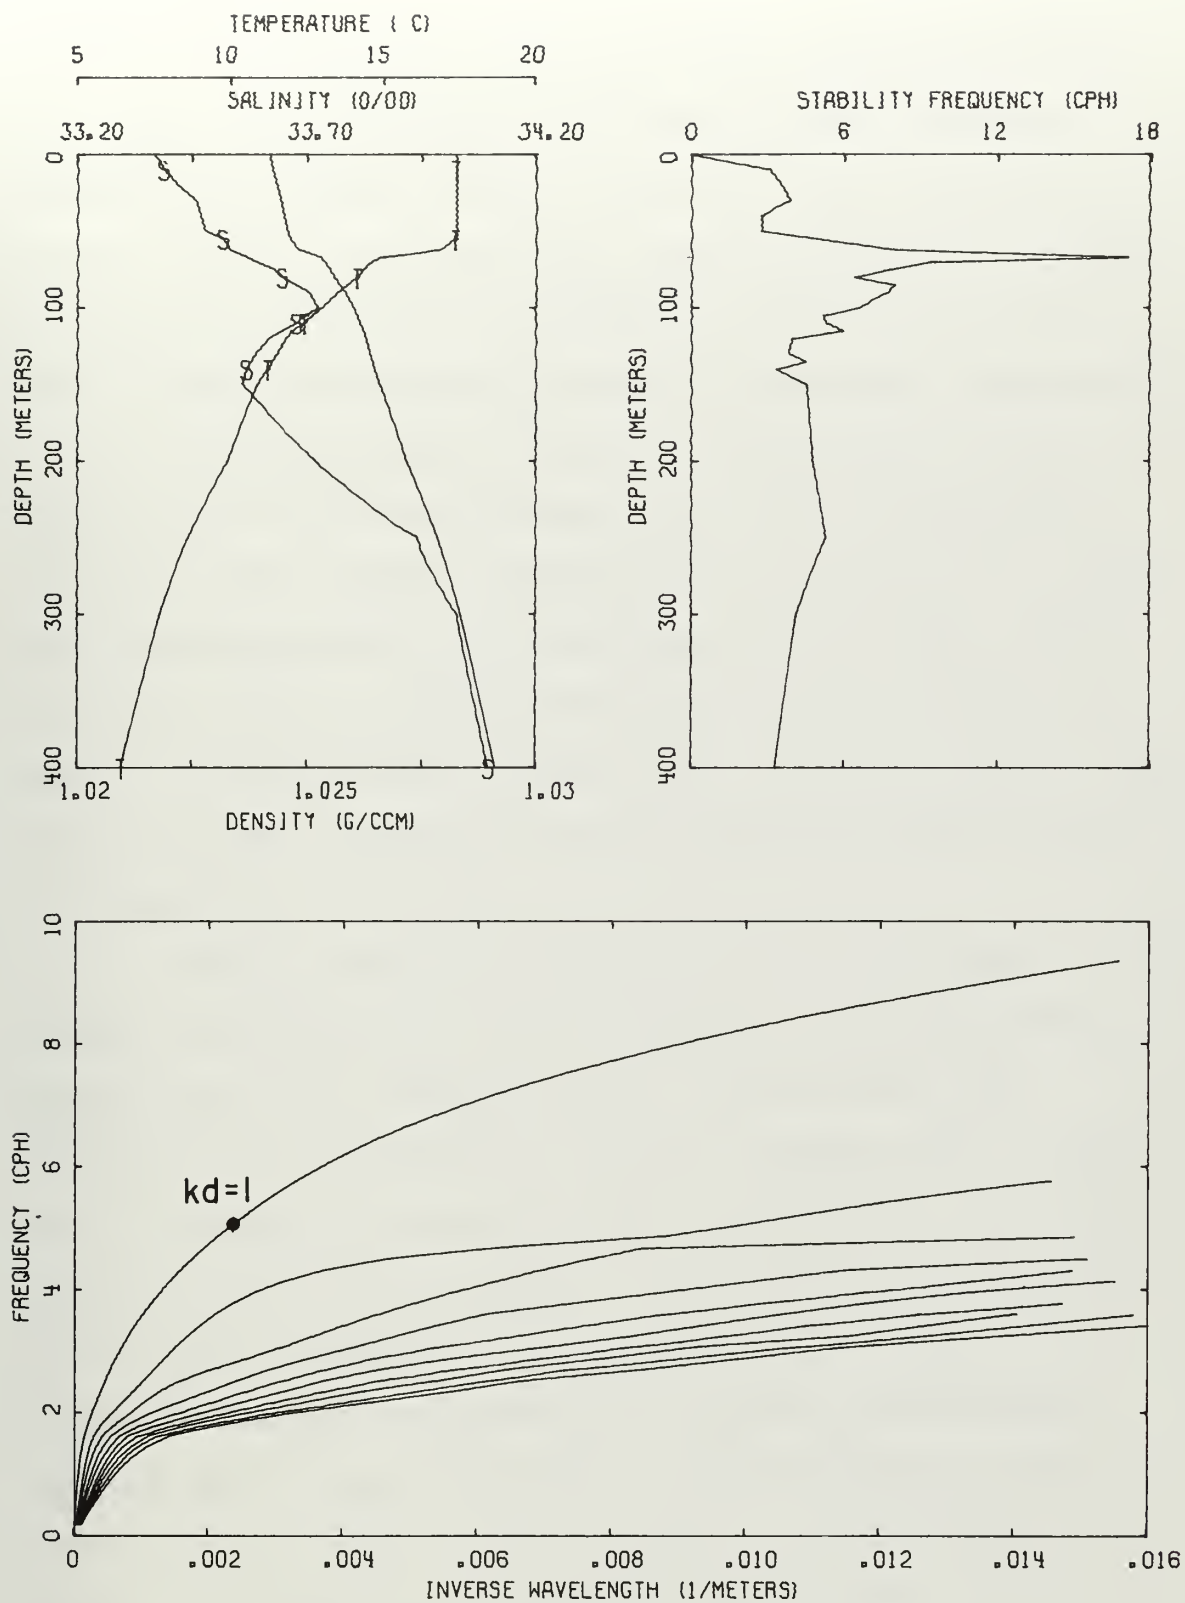 TEMPERATURE ( C)
5 10 15 20
SALINITY (0/00)
33.20 33.70 34.20
0
100
200
300
400
DEPTH (METERS)
S
S
S
S
S
T
T
T
T
S
1.02 1.025 1.03
DENSITY (G/CCM)
STABILITY FREQUENCY (CPH)
0 6 12 18
0
100
200
300
400
DEPTH (METERS)
10
8
6
4
2
0
FREQUENCY (CPH)
kd=1
0 .002 .004 .006 .008 .010 .012 .014 .016
INVERSE WAVELENGTH (1/METERS)